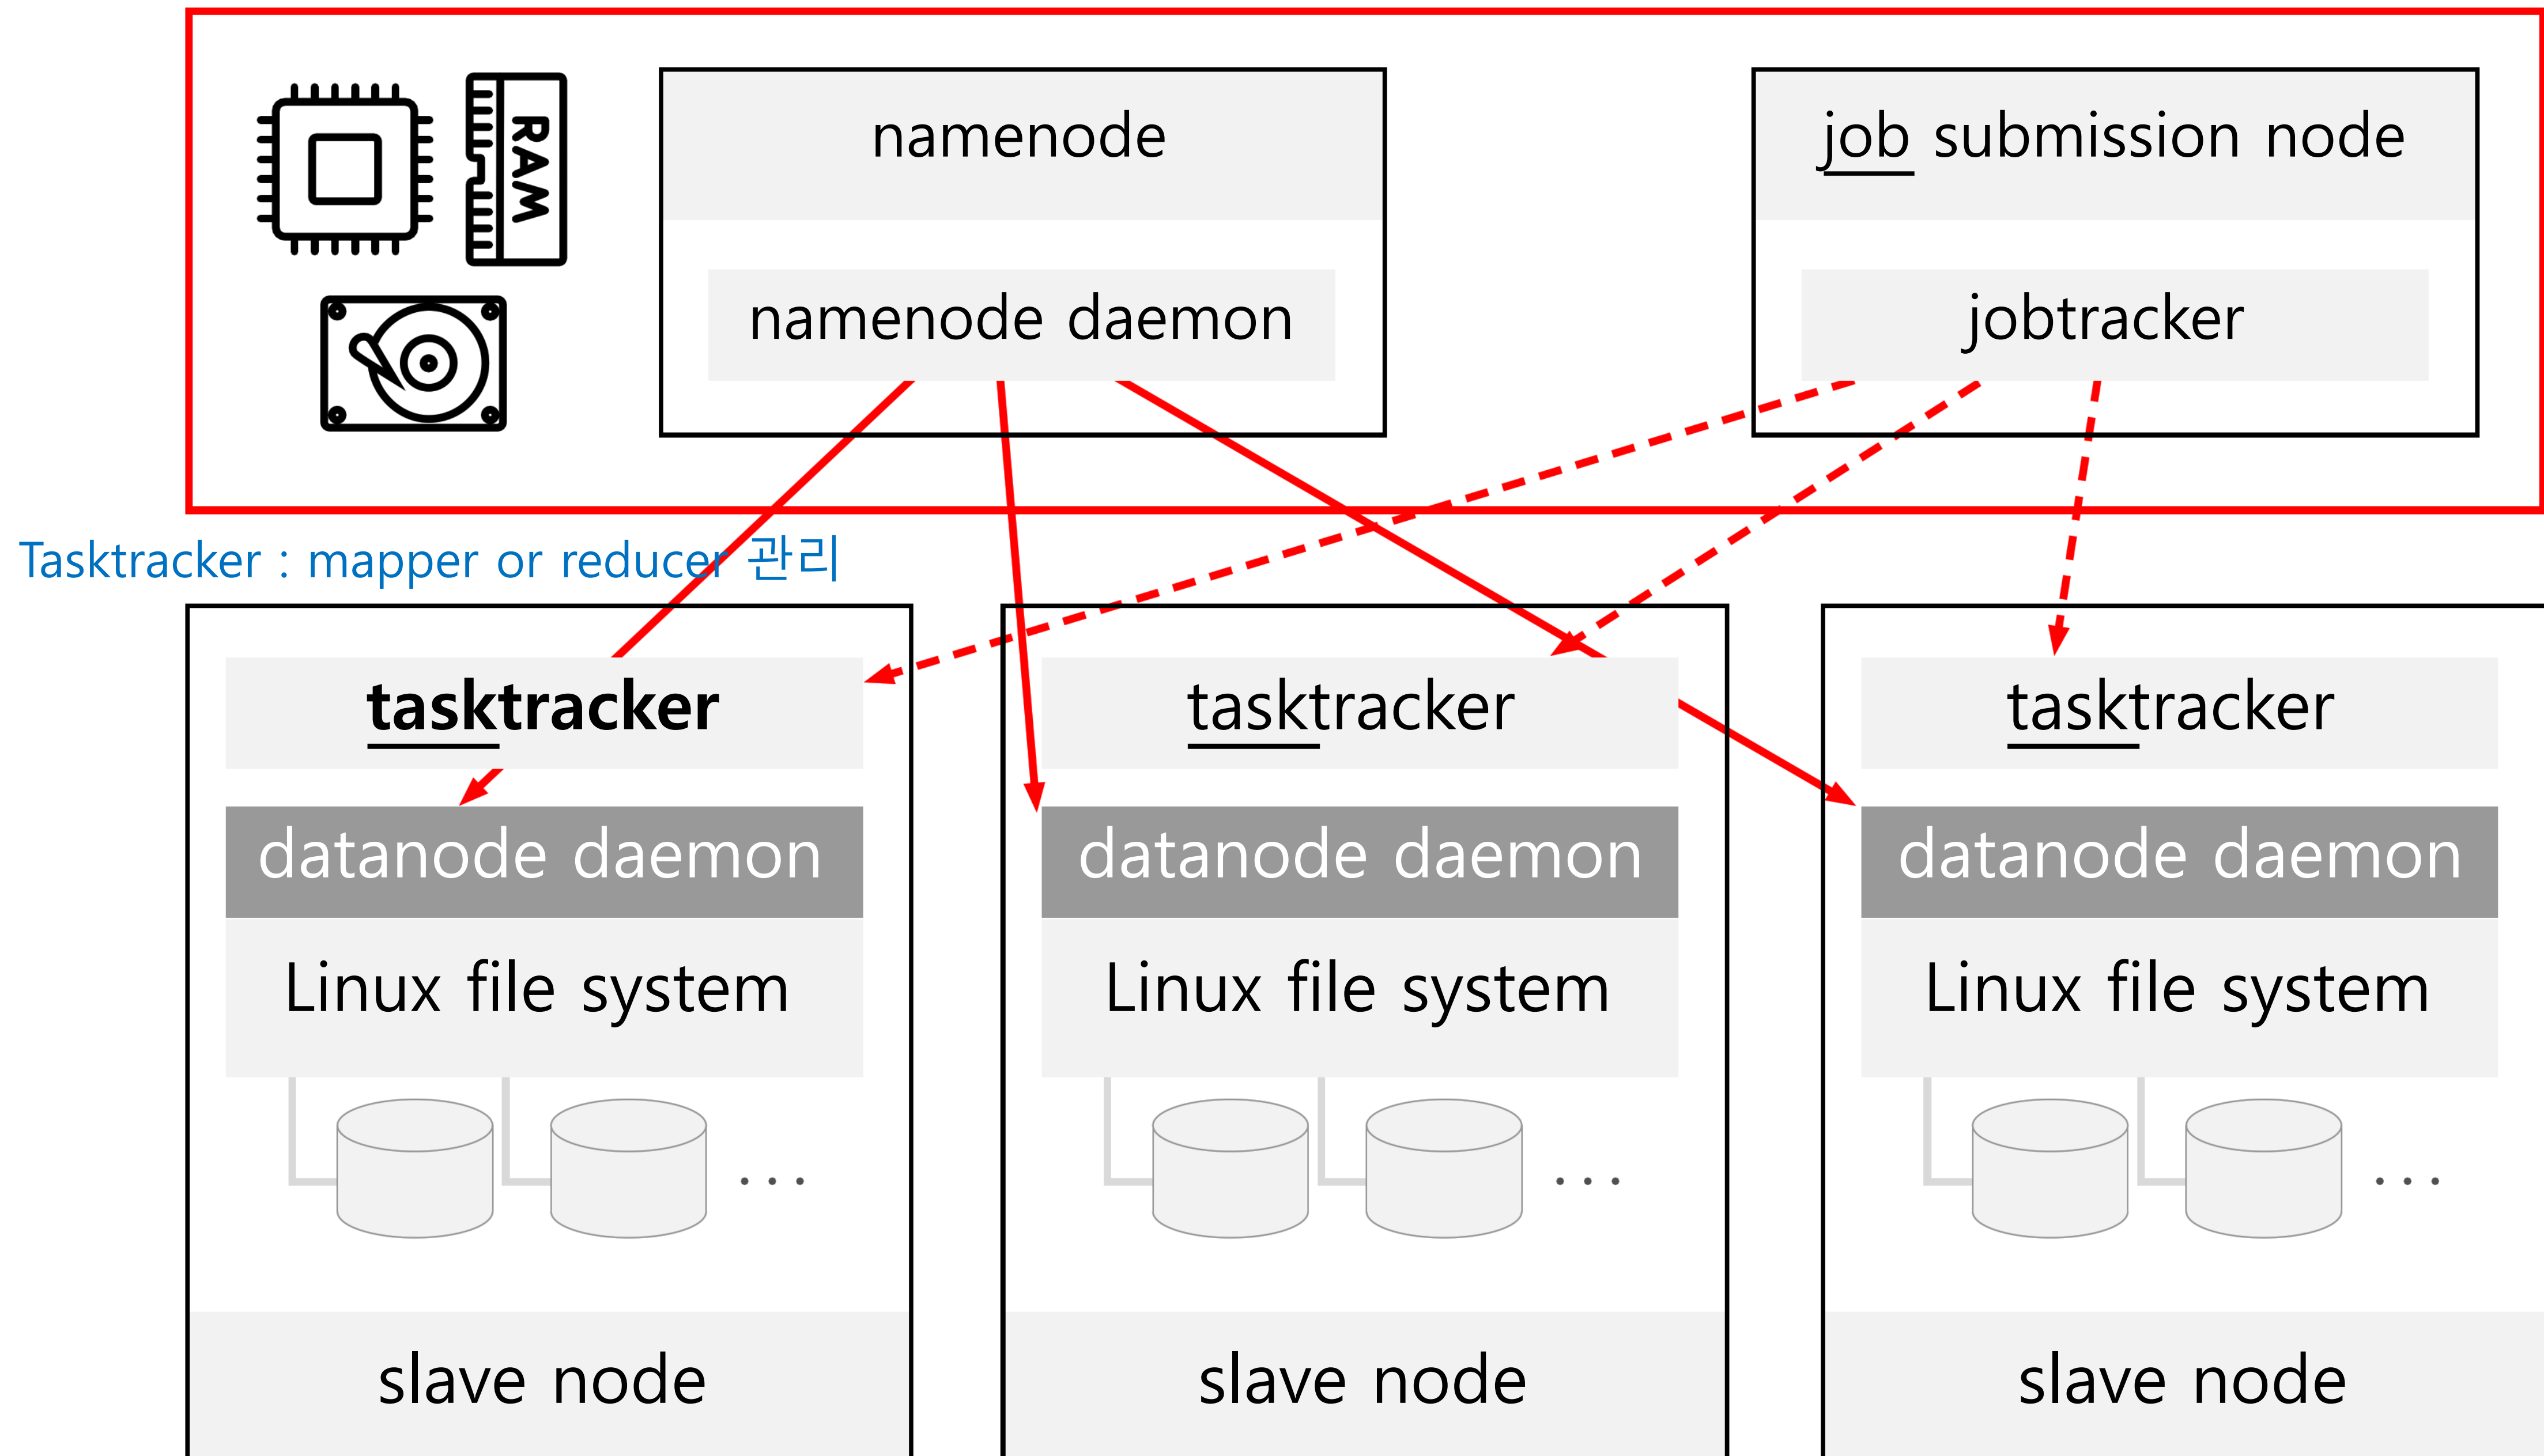 RAM
namenode
job submission node
namenode daemon
jobtracker
Tasktracker : mapper or reducer 관리
tasktracker
tasktracker
tasktracker
datanode daemon
datanode daemon
datanode daemon
Linux file system
Linux file system
Linux file system
. . .
. . .
. . .
slave node
slave node
slave node